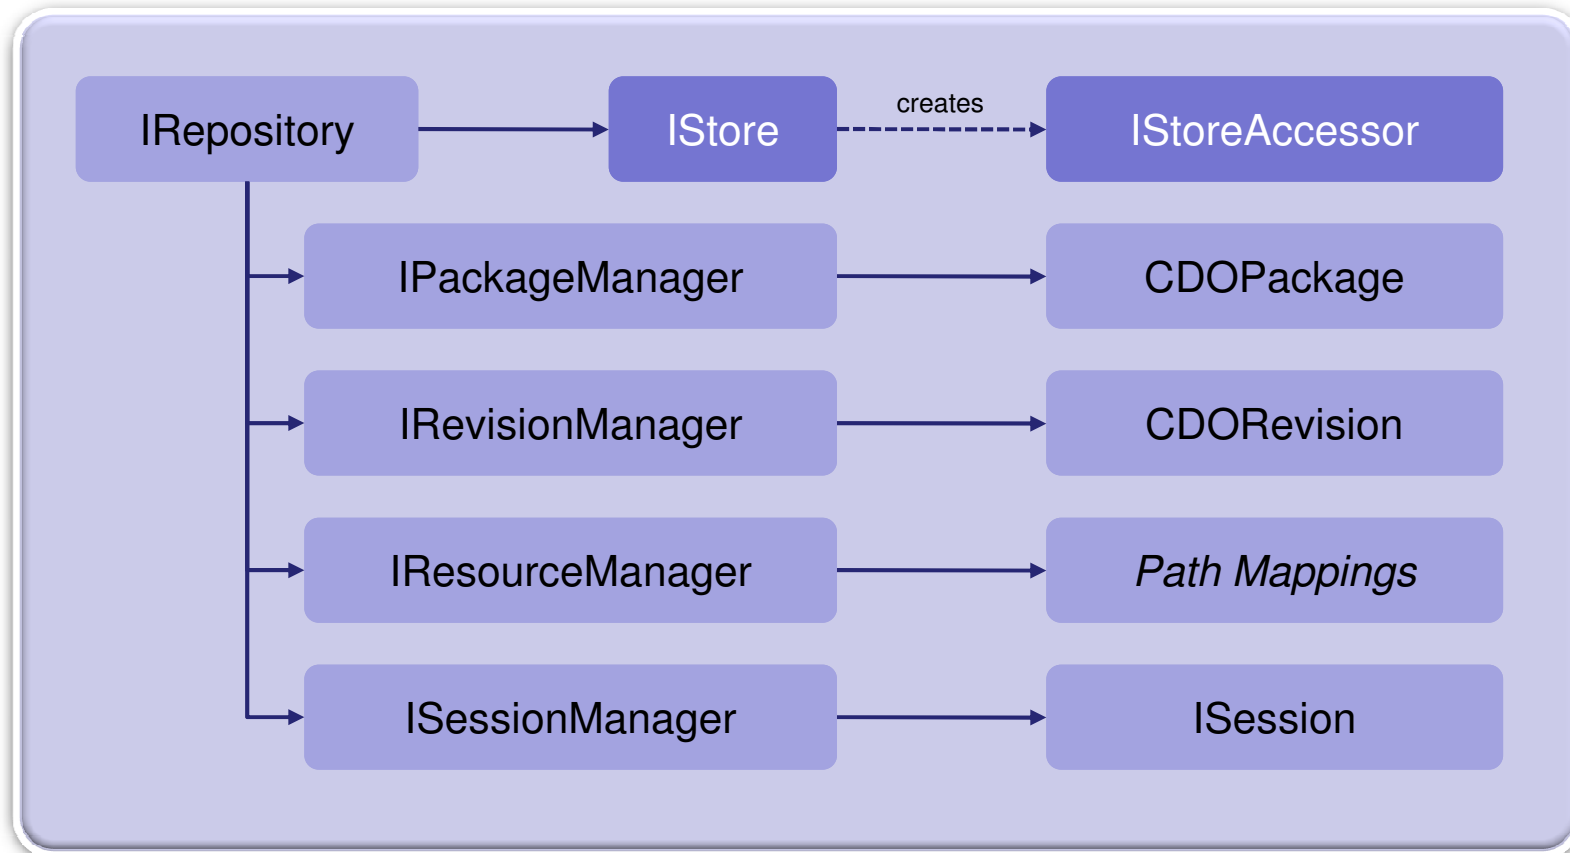 IRepository
IStore
creates
IStoreAccessor
IPackageManager
CDOPackage
IRevisionManager
CDORevision
IResourceManager
Path Mappings
ISessionManager
ISession